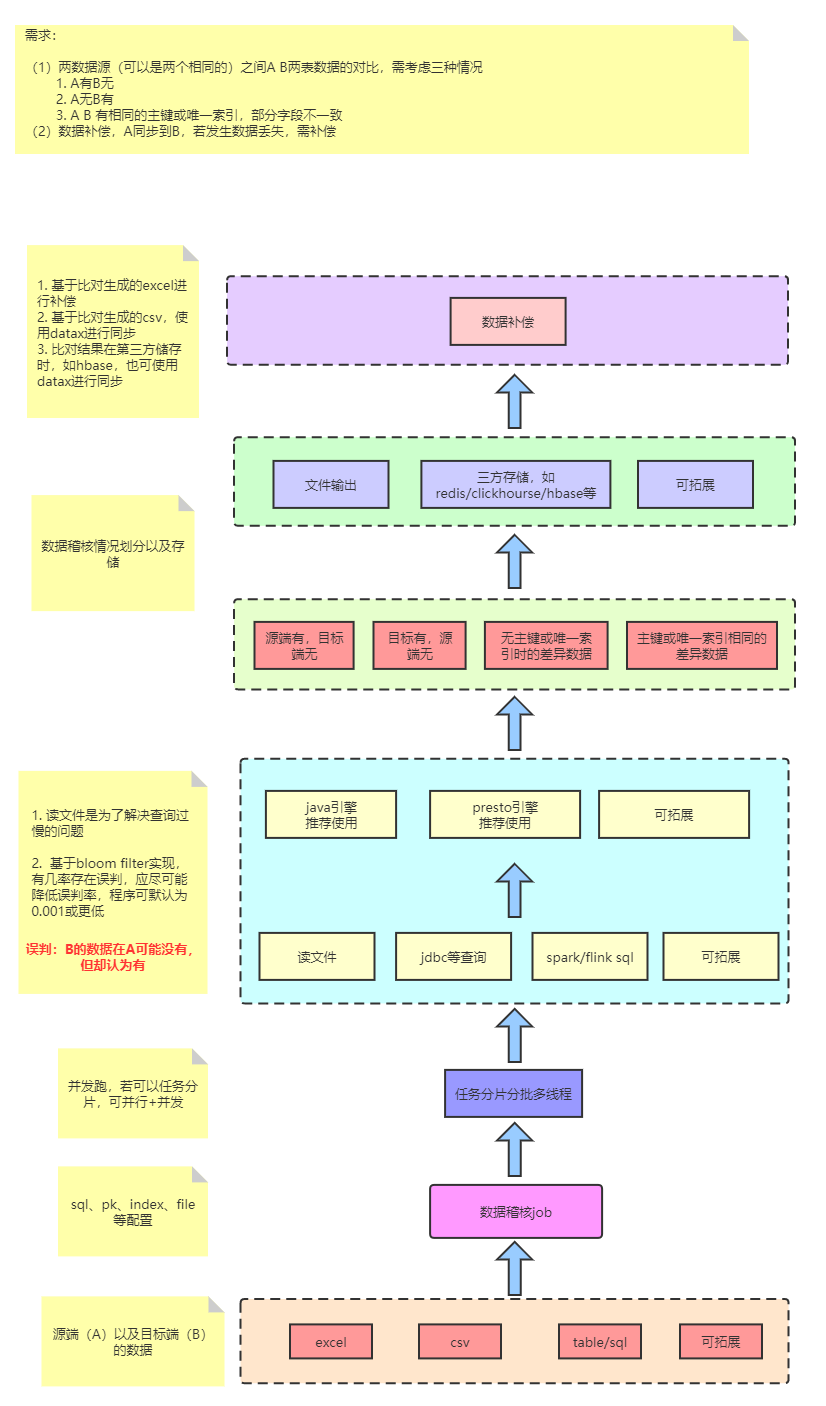 需求：
（1）两数据源（可以是两个相同的）之间A B两表数据的对比，需考虑三种情况
1. A有B无
2. A无B有
3. A B 有相同的主键或唯一索引，部分字段不一致
（2）数据补偿，A同步到B，若发生数据丢失，需补偿
1. 基于比对生成的excel进
行补偿
2. 基于比对生成的csv，使
用datax进行同步
3. 比对结果在第三方储存
时，如hbase，也可使用
datax进行同步
数据补偿
文件输出
三方存储，如
redis/clickhourse/hbase等
可拓展
数据稽核情况划分以及存
储
源端有，目标
端无
目标有，源
端无
无主键或唯一索
引时的差异数据
主键或唯一索引相同的
差异数据
1. 读文件是为了解决查询过
慢的问题
2. 基于bloom filter实现，
有几率存在误判，应尽可能
降低误判率，程序可默认为
0.001或更低
误判：B的数据在A可能没有，
但却认为有
java引擎
推荐使用
presto引擎
推荐使用
可拓展
读文件
jdbc等查询
spark/flink sql
可拓展
并发跑，若可以任务分
片，可并行+并发
任务分片分批多线程
sql、pk、index、file
等配置
数据稽核job
源端（A）以及目标端（B）
的数据
excel
csv
table/sql
可拓展